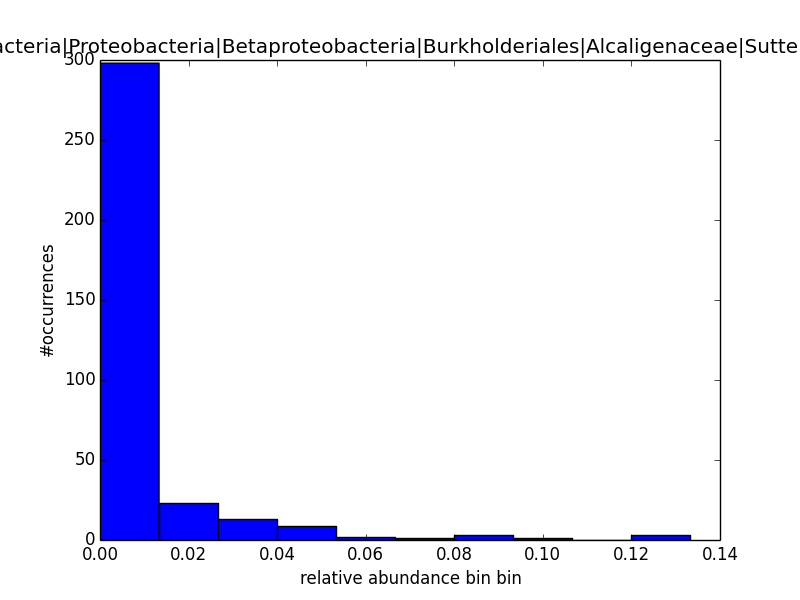 acteria|Proteobacteria|Betaproteobacteria|Burkholderiales|Alcaligenaceae|Sutte
300
250
200
150
100
50
0
#occurrences
0.00 0.02 0.04 0.06 0.08 0.10 0.12 0.14
relative abundance bin bin